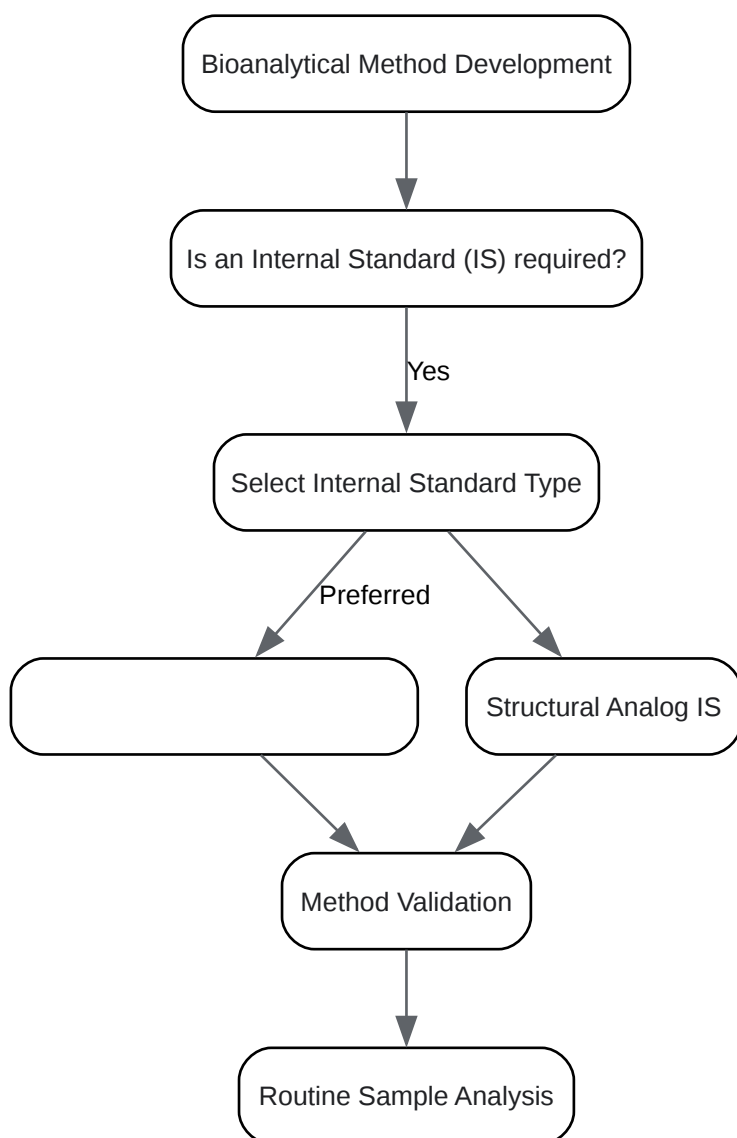 Bioanalytical Method Development
Is an Internal Standard (IS) required?
Yes
Select Internal Standard Type
Preferred
Structural Analog IS
Method Validation
Routine Sample Analysis